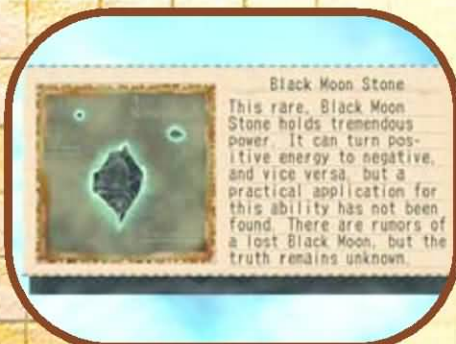 Black Moon Stone
This rare, Black Moon
Stone holds tremendous
power. It can turn pos-
itive energy to negative,
and vice versa, but a
practical application for
this ability has not been
found. There are rumors of
a lost Black Moon, but the
truth remains unknown.